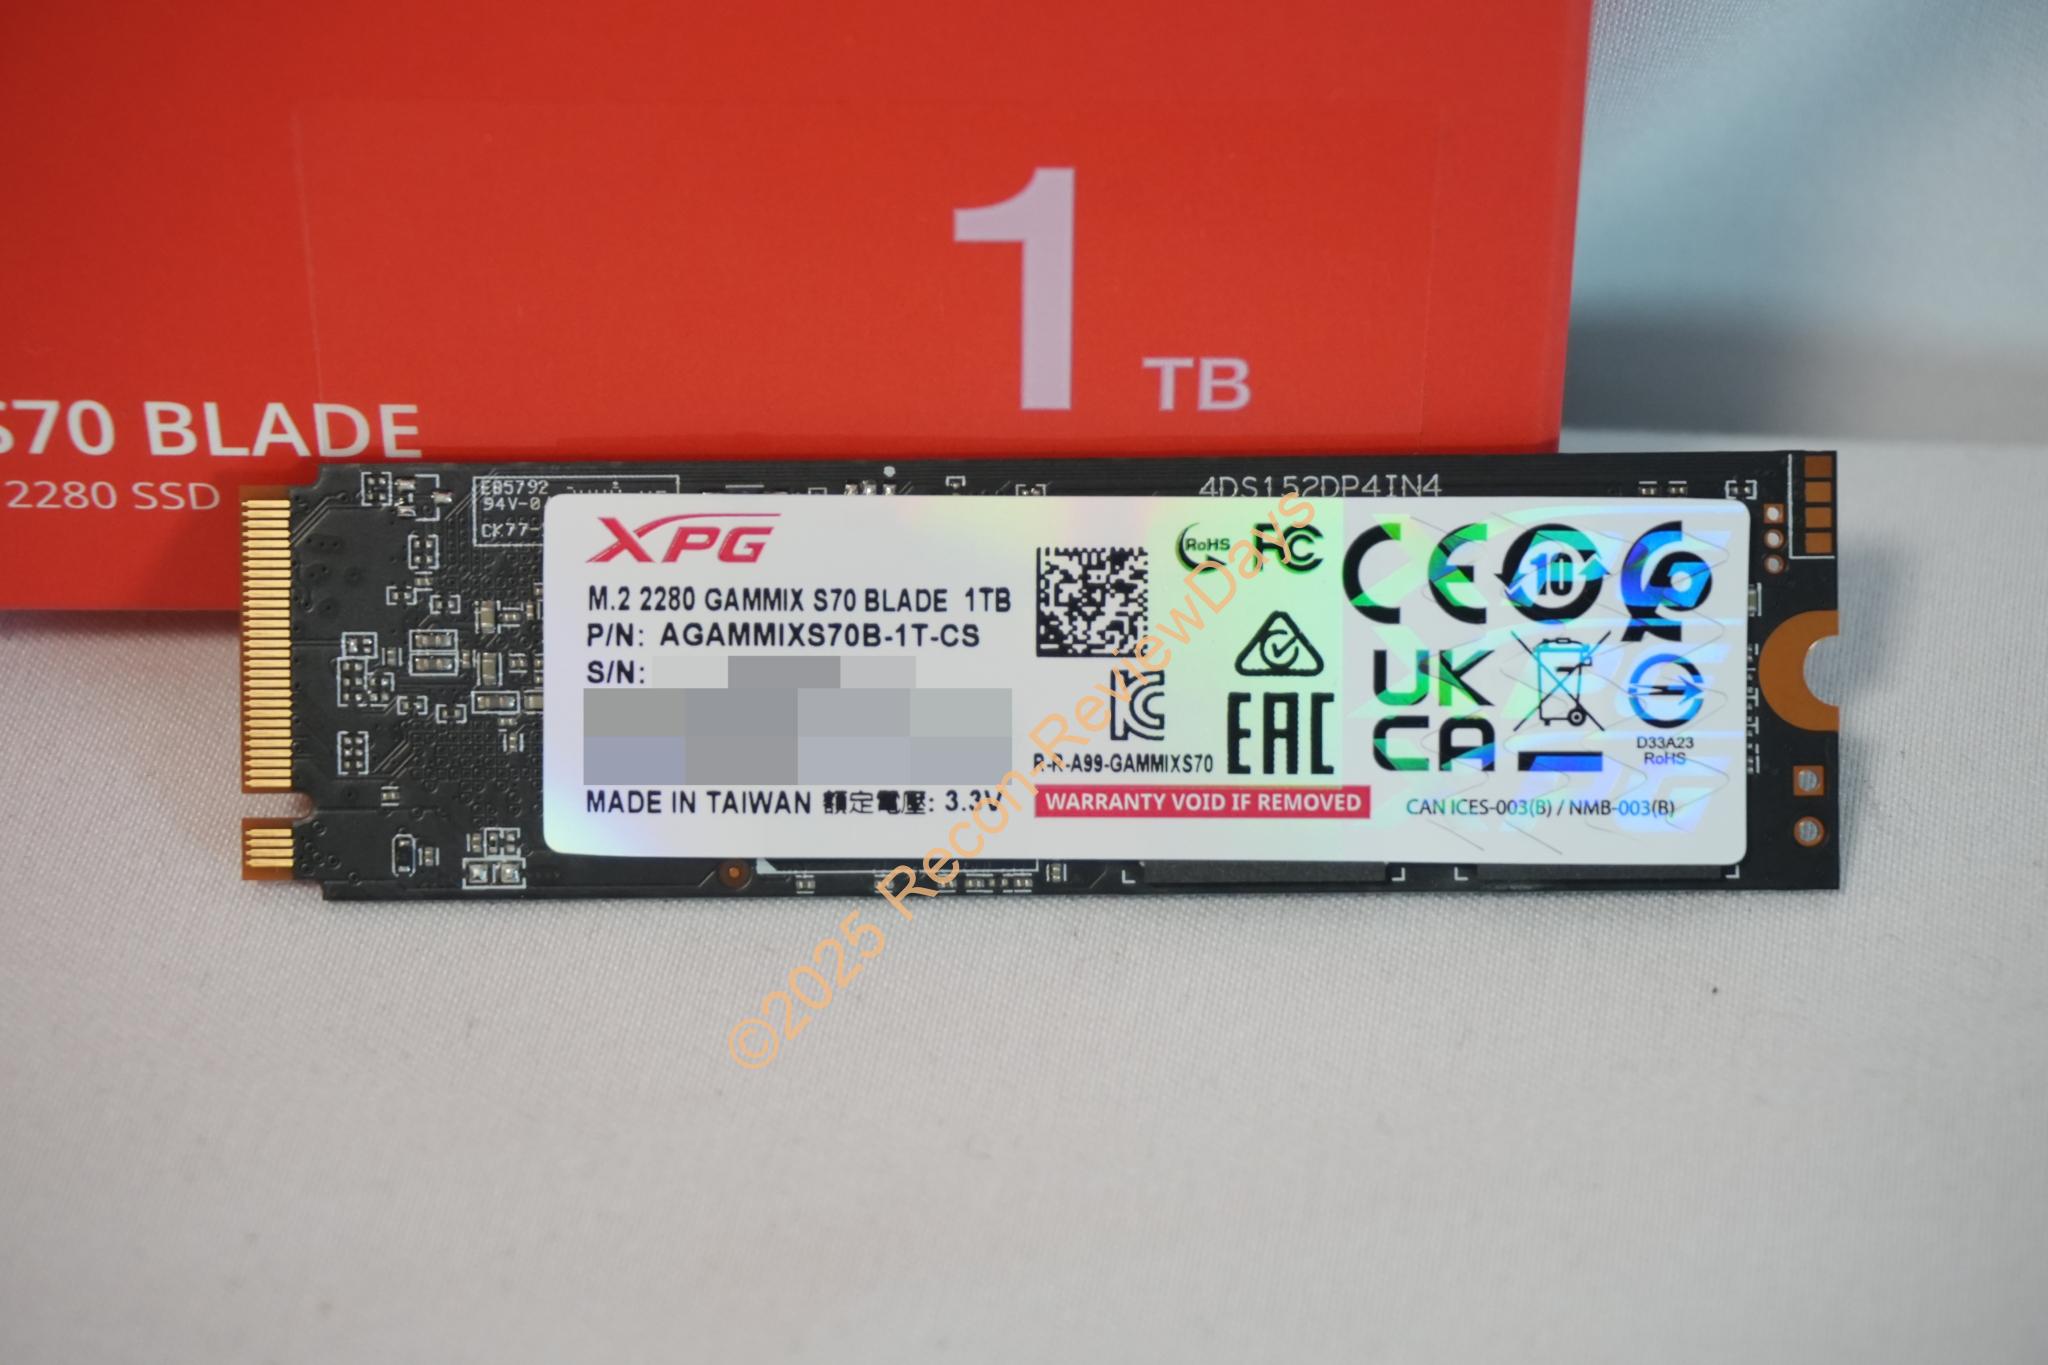 1
TB
S70 BLADE
2280 SSD
E85792
94V-0
CK77-
4DS152DP4IN4
XPG
M.2 2280 GAMMIX S70 BLADE 1TB
P/N: AGAMMIXS70B-1T-CS
S/N:
MADE IN TAIWAN 額定電壓: 3.3V
R-R-A99-GAMMIXS70
WARRANTY VOID IF REMOVED
RoHS
FC
CE
10
EAC
UK
CA
D33A23
RoHS
CAN ICES-003(B) / NMB-003(B)
©2025 Recon-ReviewDays